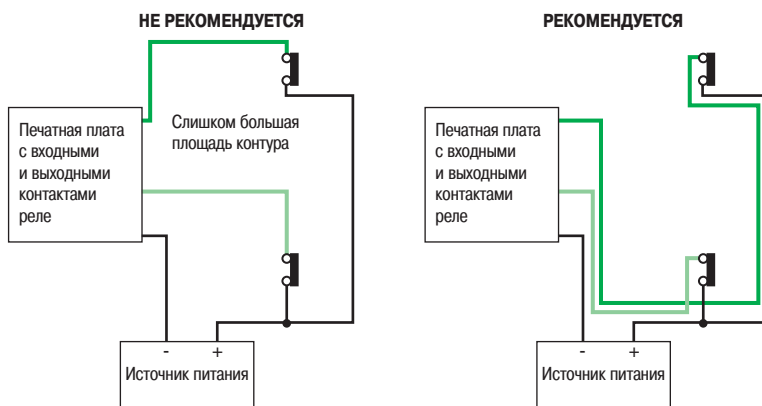 НЕ РЕКОМЕНДУЕТСЯ
Печатная плата
с входными
и выходными
контактами
реле
Слишком большая
площадь контура
- +
Источник питания
РЕКОМЕНДУЕТСЯ
Печатная плата
с входными
и выходными
контактами
реле
- +
Источник питания